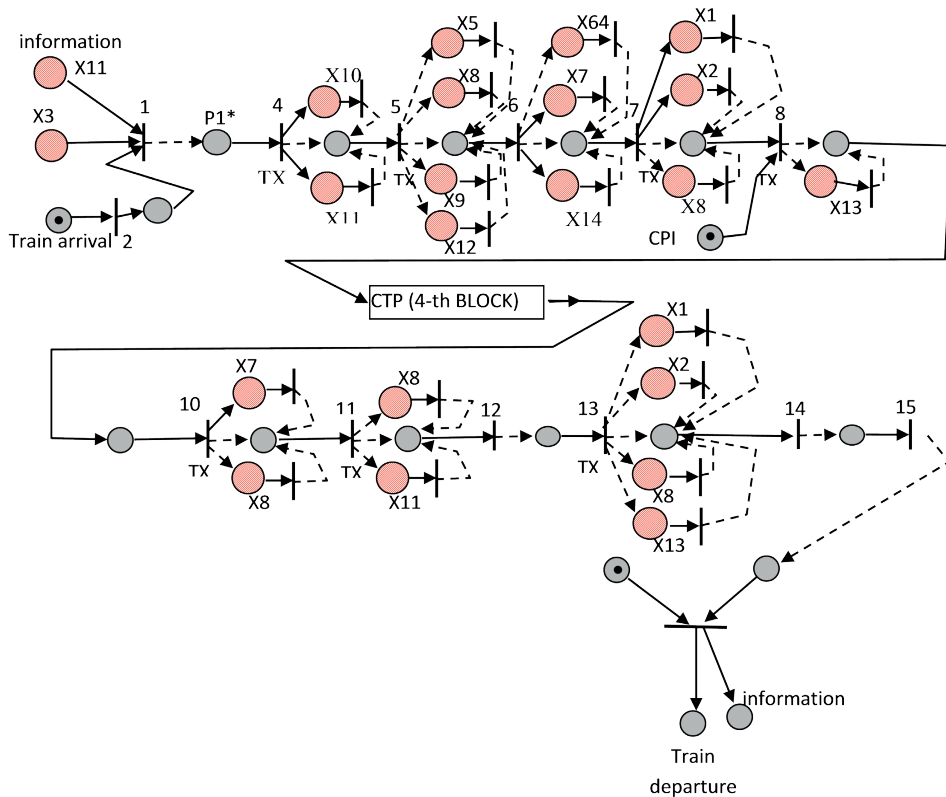 information
X11
X3
1
P1*
Train arrival 2
4
TX
X10
X11
5
TX
X5
X8
X9
X12
6
X64
X7
X14
7
TX
X1
X2
X8
8
TX
CPI
X13
CTP (4-th BLOCK)
10
TX
X7
X8
11
TX
X8
X11
12
13
TX
X1
X2
X8
X13
14
15
information
Train
departure